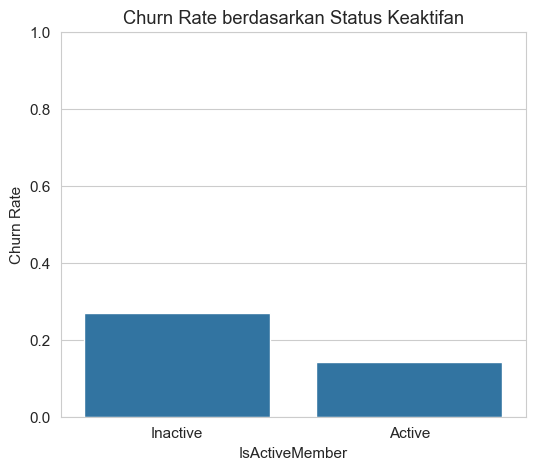 Churn Rate berdasarkan Status Keaktifan
1.0
0.8
0.6
0.4
0.2
0.0
Churn Rate
Inactive
Active
IsActiveMember